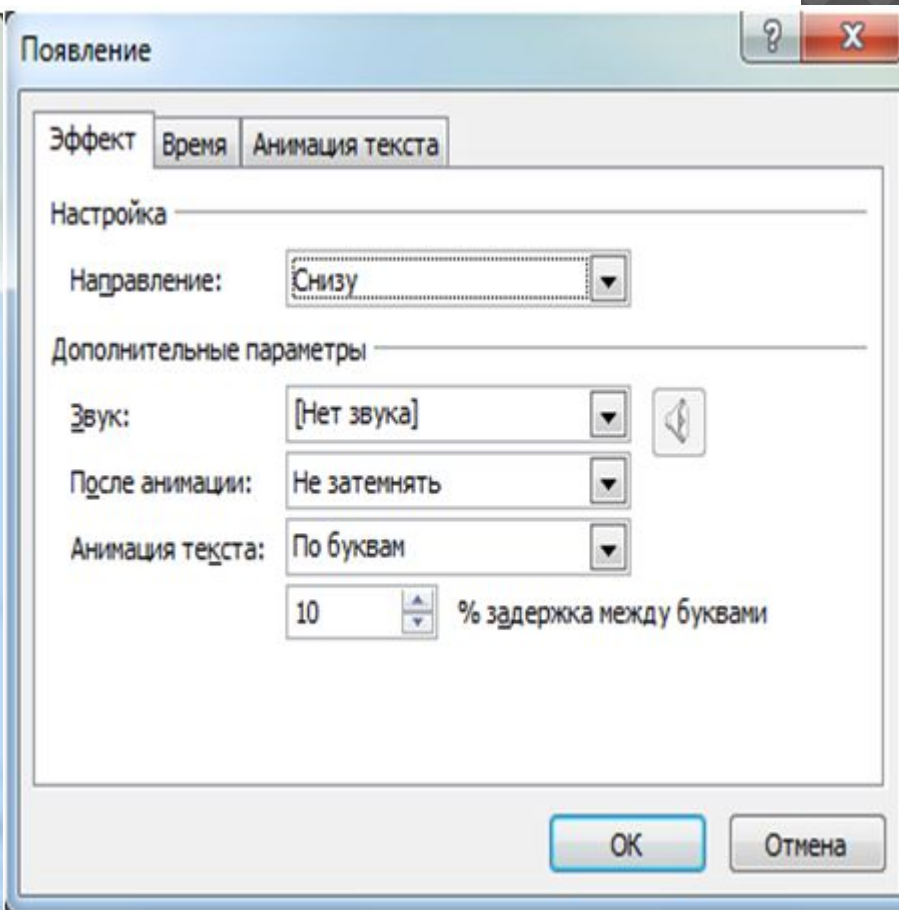 Появление
Эффект Время Анимация текста
Настройка
Направление: Снизу
Дополнительные параметры
Звук: [Нет звука]
После анимации: Не затемнять
Анимация текста: По буквам
10 % задержка между буквами
ОК Отмена